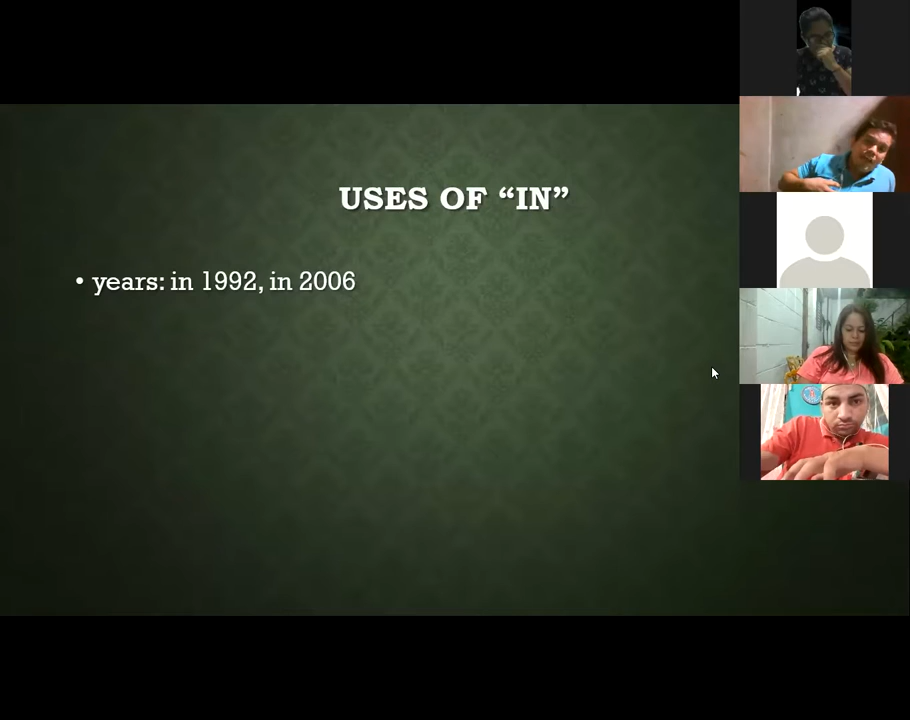 USES OF “IN”
• years: in 1992, in 2006